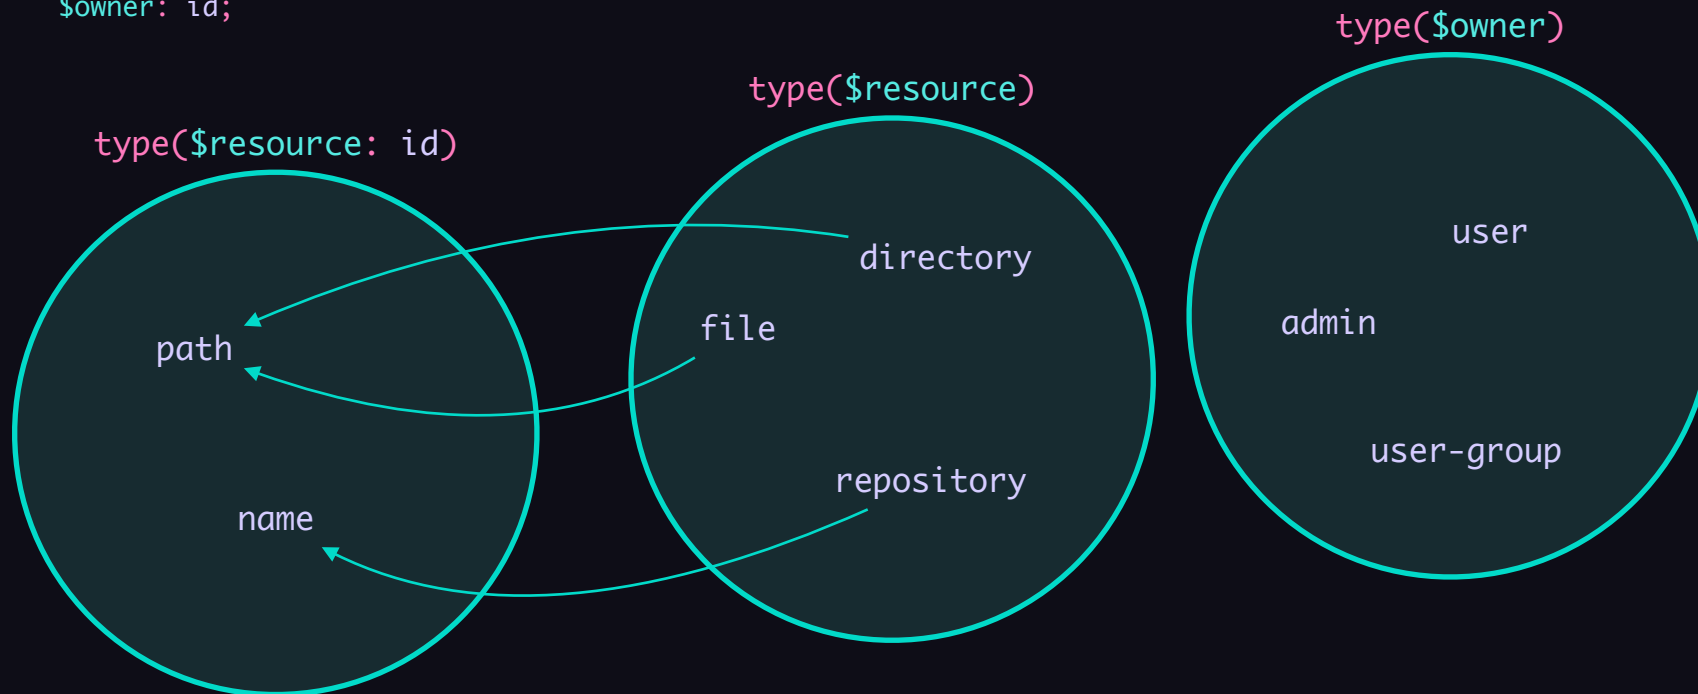 $owner: id;
type($owner)
type($resource)
type($resource: id)
user
directory
admin
file
path
user-group
repository
name